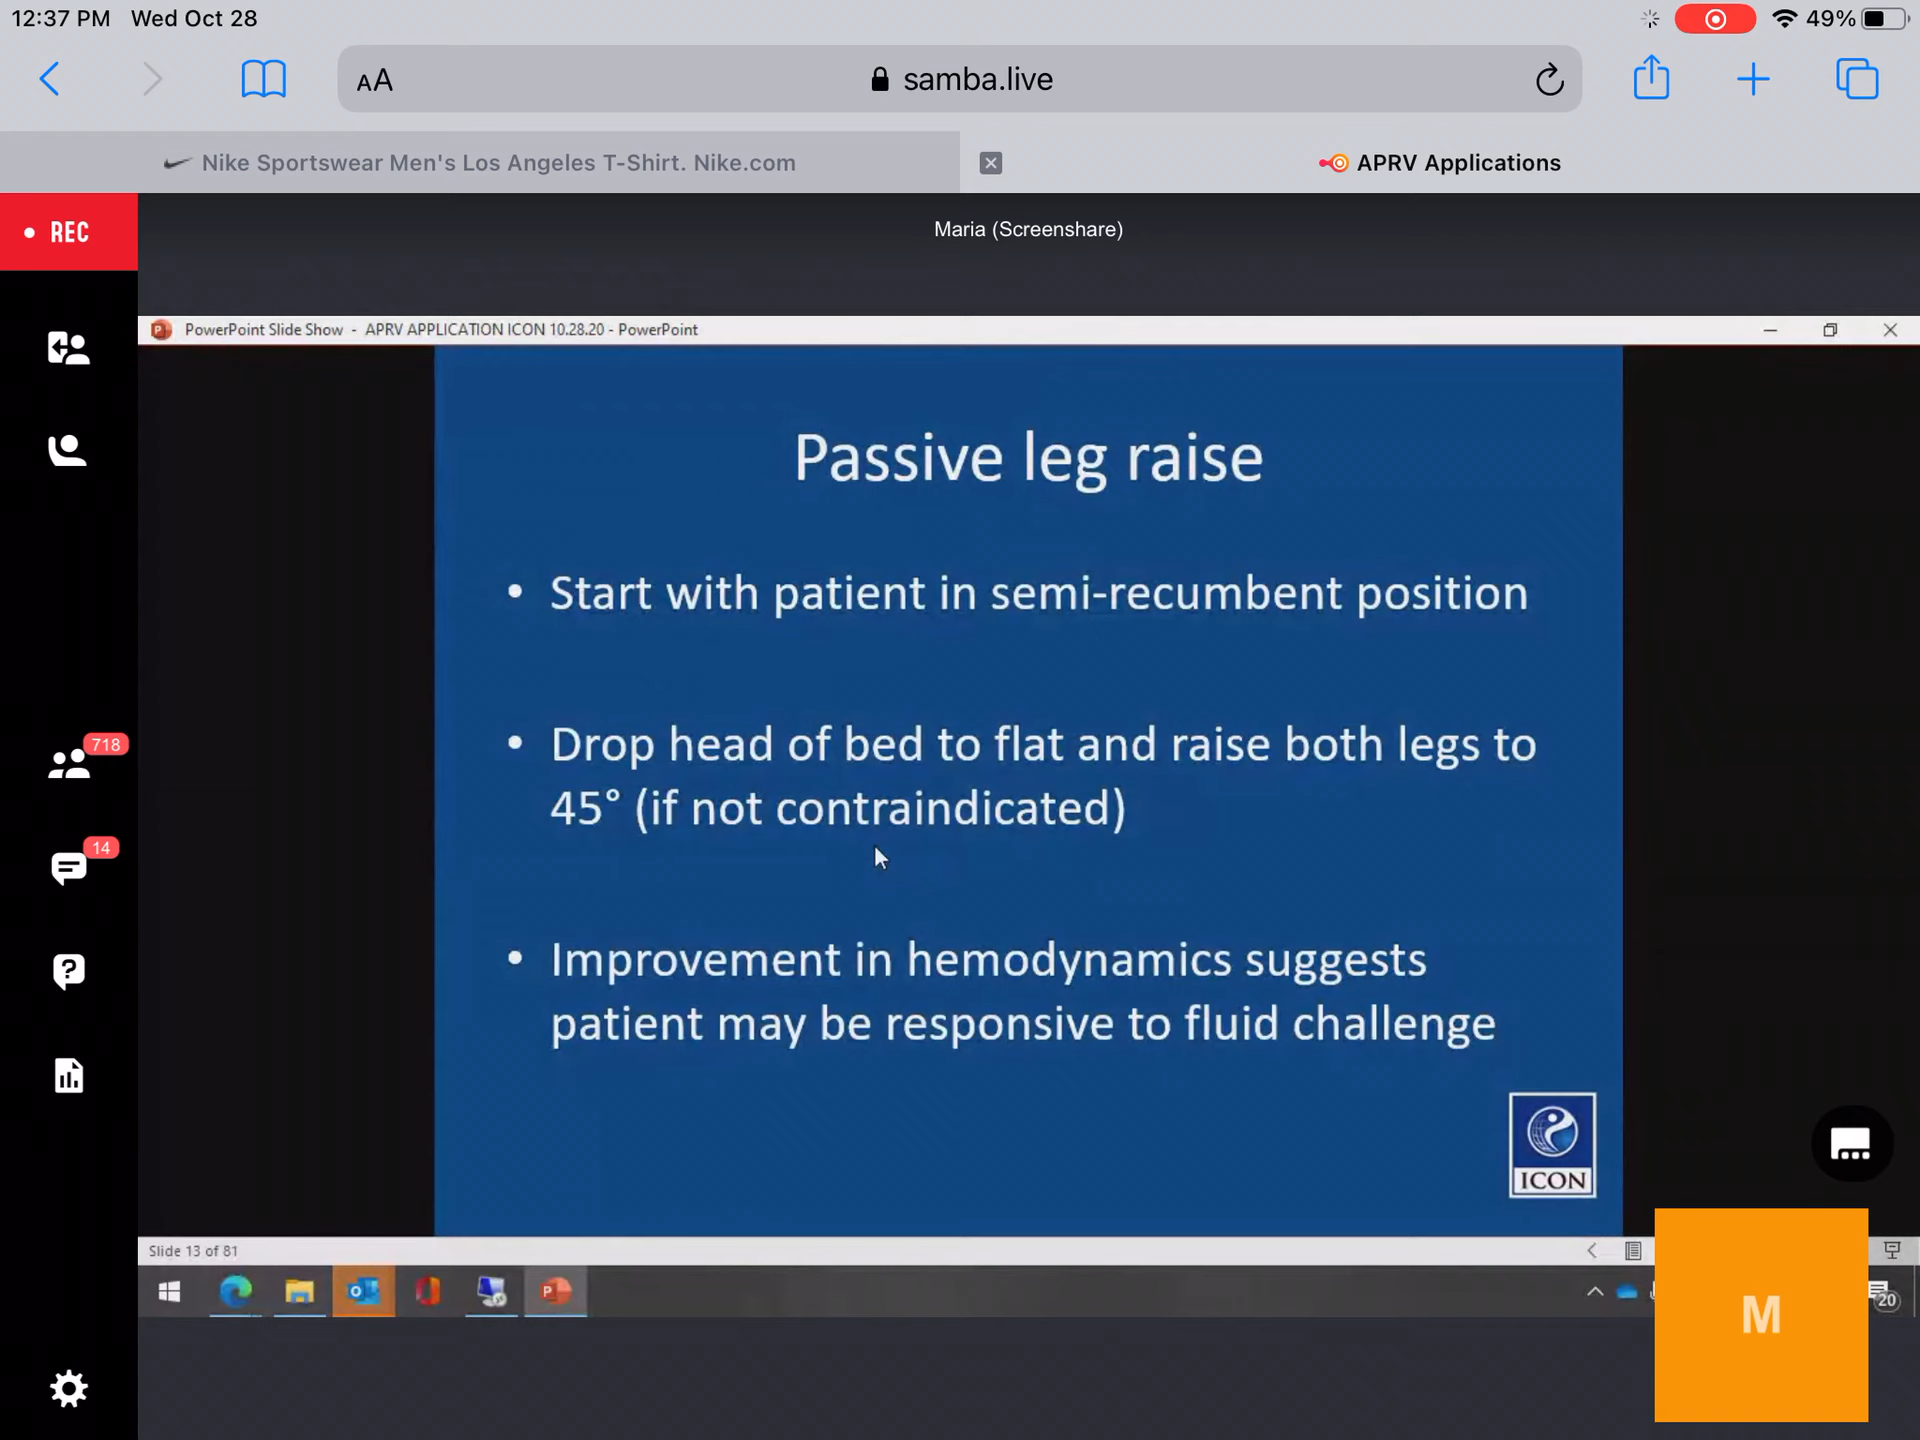 12:37 PM Wed Oct 28
49%
AA
samba.live
Nike Sportswear Men's Los Angeles T-Shirt. Nike.com
APRV Applications
REC
Maria (Screenshare)
PowerPoint Slide Show - APRV APPLICATION ICON 10.28.20 - PowerPoint
Passive leg raise
• Start with patient in semi-recumbent position
• Drop head of bed to flat and raise both legs to
45° (if not contraindicated)
• Improvement in hemodynamics suggests
patient may be responsive to fluid challenge
718
14
?
ICON
Slide 13 of 81
20
M